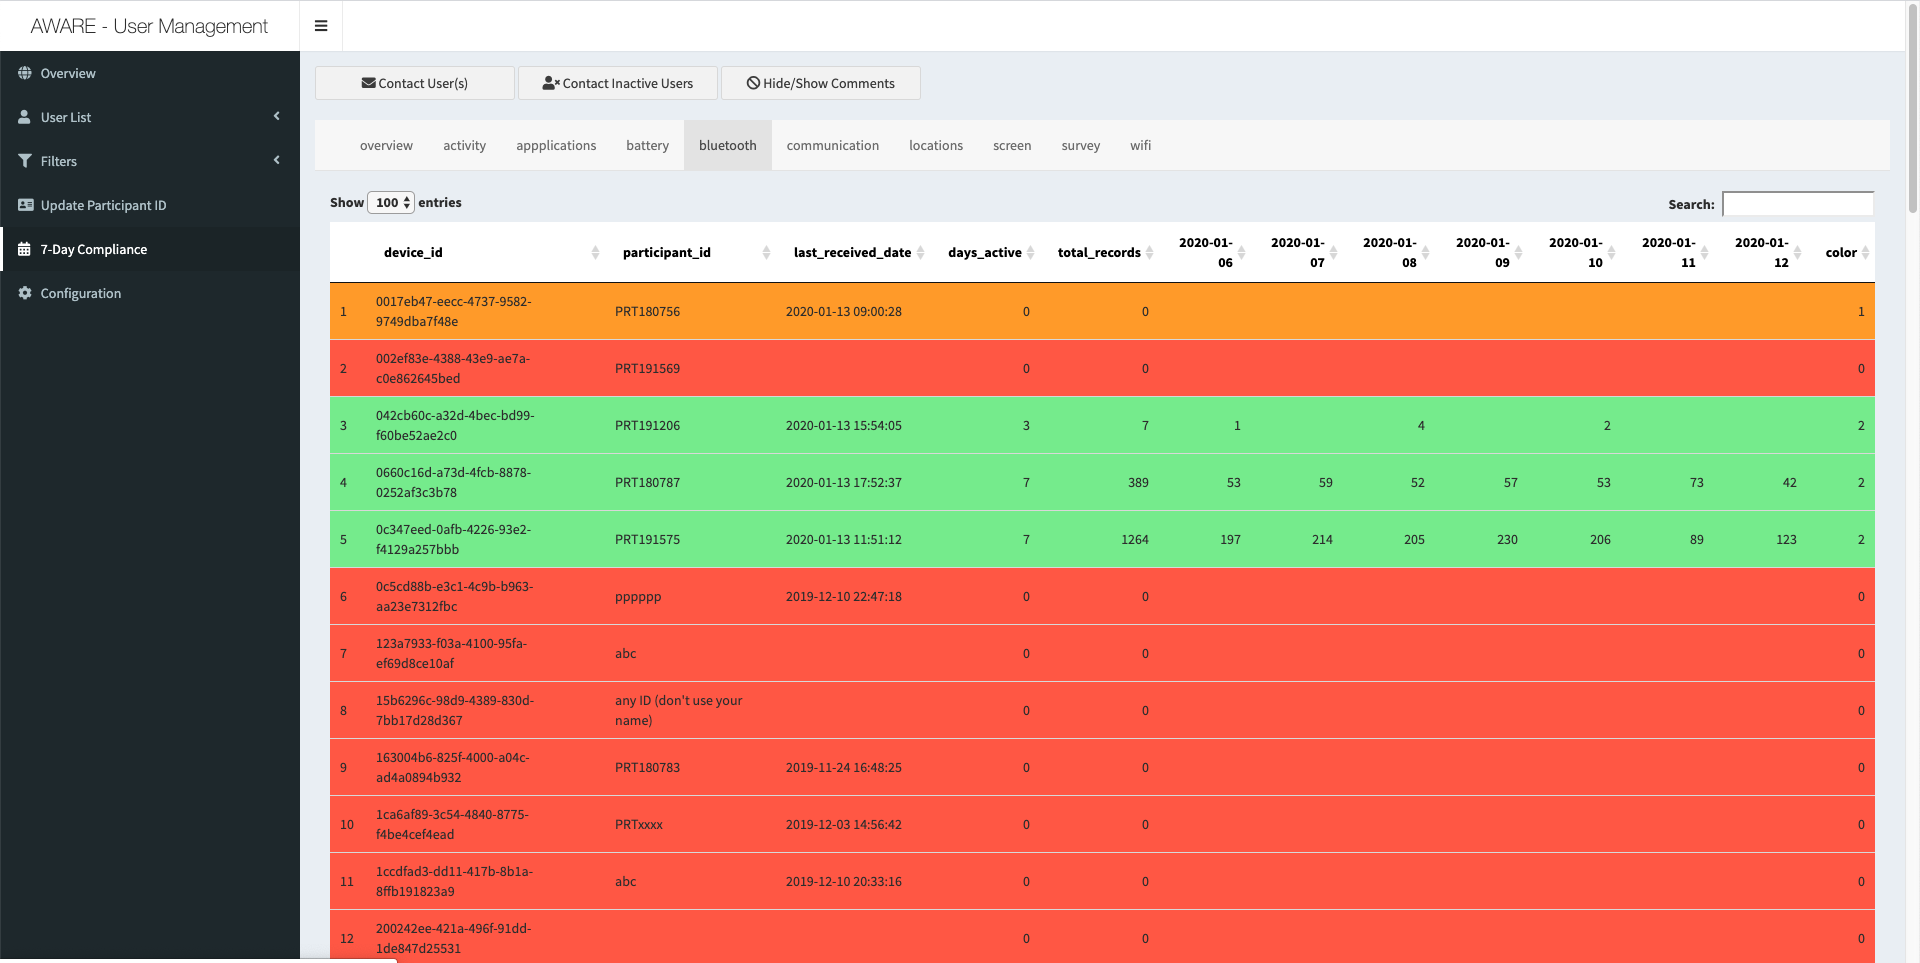 AWARE - User Management
Overview
User List
Filters
Update Participant ID
7-Day Compliance
Configuration
Contact User(s) Contact Inactive Users Hide/Show Comments
overview activity appplications battery bluetooth communication locations screen survey wifi
Show 100 entries Search:
device_id participant_id last_received_date days_active total_records 2020-01-06 2020-01-07 2020-01-08 2020-01-09 2020-01-10 2020-01-11 2020-01-12 color
1 0017eb47-eecc-4737-9582-9749dba7f48e PRT180756 2020-01-13 09:00:28 0 0 1
2 002ef83e-4388-43e9-ae7a-c0e862645bed PRT191569 0 0 0
3 042cb60c-a32d-4bec-bd99-f60be52ae2c0 PRT191206 2020-01-13 15:54:05 3 7 1 4 2 2
4 0660c16d-a73d-4fcb-8878-0252af3c3b78 PRT180787 2020-01-13 17:52:37 7 389 53 59 52 57 53 73 42 2
5 0c347eed-0afb-4226-93e2-f4129a257bbb PRT191575 2020-01-13 11:51:12 7 1264 197 214 205 230 206 89 123 2
6 0c5cd88b-e3c1-4c9b-b963-aa23e7312fbc pppppp 2019-12-10 22:47:18 0 0 0
7 123a7933-f03a-4100-95fa-ef69d8ce10af abc 0 0 0
8 15b6296c-98d9-4389-830d-7bb17d28d367 any ID (don't use your name) 0 0 0
9 163004b6-825f-4000-a04c-ad4a0894b932 PRT180783 2019-11-24 16:48:25 0 0 0
10 1ca6af89-3c54-4840-8775-f4be4cef4ead PRTxxxx 2019-12-03 14:56:42 0 0 0
11 1ccdfad3-dd11-417b-8b1a-8ffb191823a9 abc 2019-12-10 20:33:16 0 0 0
12 200242ee-421a-496f-91dd-1de847d25531 0 0 0